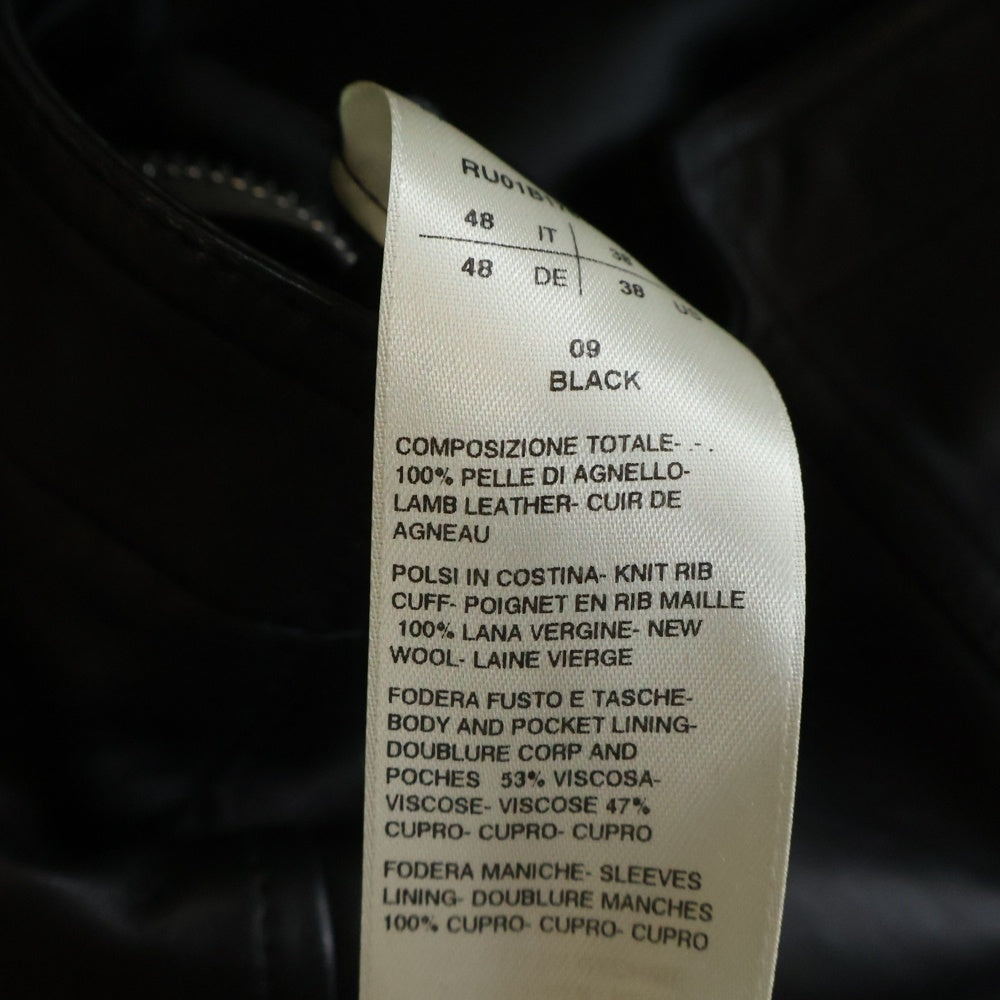 48 IT 38
48 DE 38 US
09
BLACK
COMPOSIZIONE TOTALE-
100% PELLE DI AGNELLO-
LAMB LEATHER- CUIR DE
AGNEAU
POLSI IN COSTINA- KNIT RIB
CUFF- POIGNET EN RIB MAILLE
100% LANA VERGINE- NEW
WOOL- LAINE VIERGE
FODERA FUSTO E TASCHE-
BODY AND POCKET LINING-
DOUBLURE CORP AND
POCHES 53% VISCOSA-
VISCOSE- VISCOSE 47%
CUPRO- CUPRO- CUPRO
FODERA MANICHE- SLEEVES
LINING- DOUBLURE MANCHES
100% CUPRO- CUPRO- CUPRO